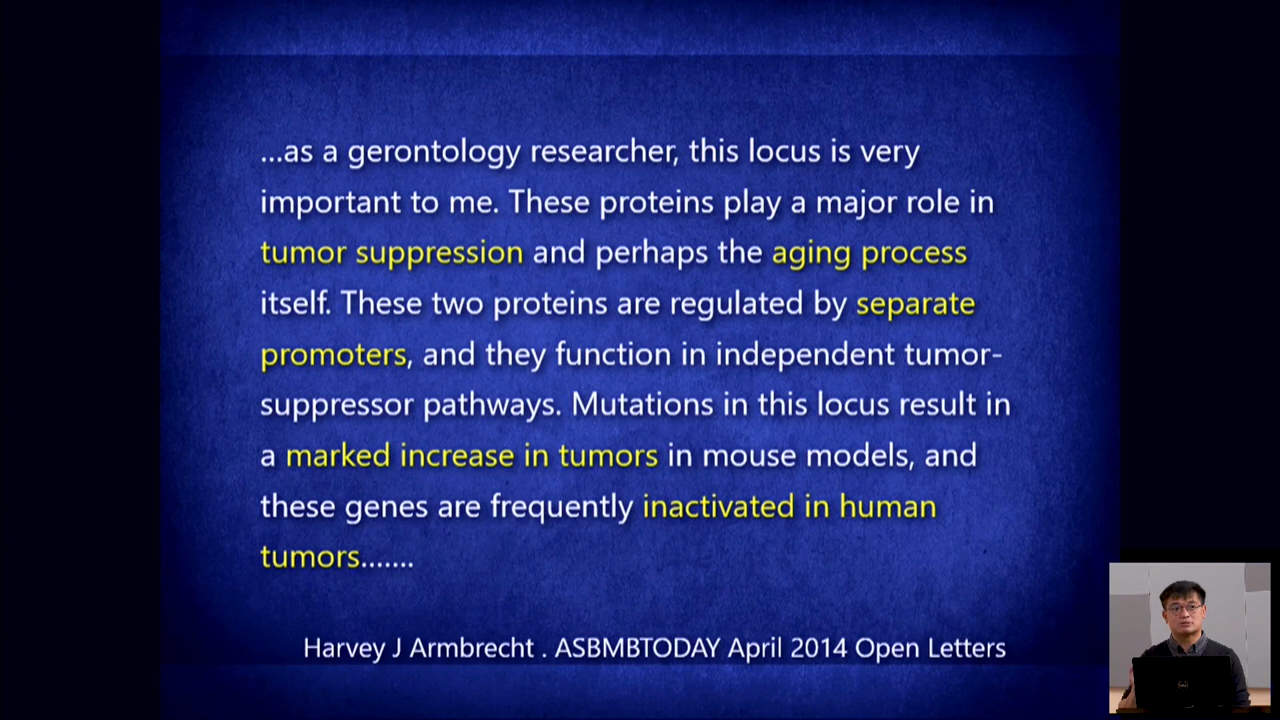 ...as a gerontology researcher, this locus is very
important to me. These proteins play a major role in
tumor suppression and perhaps the aging process
itself. These two proteins are regulated by separate
promoters, and they function in independent tumor-
suppressor pathways. Mutations in this locus result in
a marked increase in tumors in mouse models, and
these genes are frequently inactivated in human
tumors.......
Harvey J Armbrecht . ASBMBTODAY April 2014 Open Letters